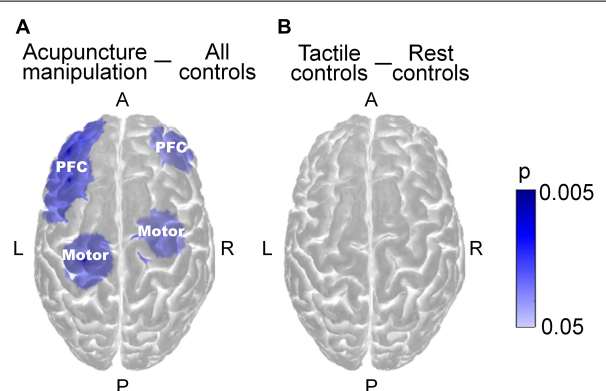 A
Acupuncture manipulation — All controls
A
PFC
PFC
Motor
Motor
L
R
P
B
Tactile controls — Rest controls
A
L
R
P
p
0.005
0.05